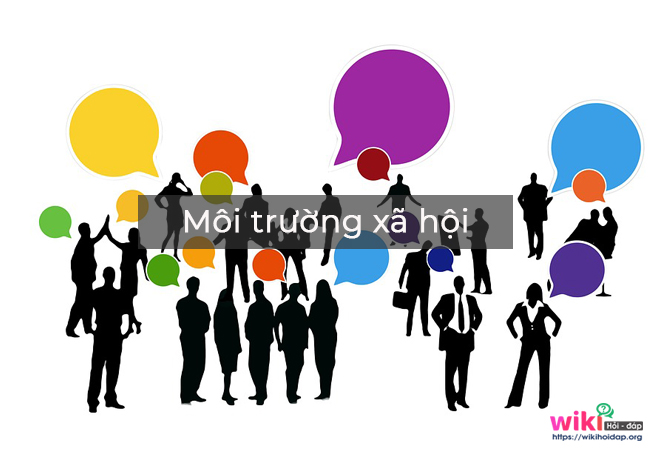 Môi trường xã hội
wiki
Hỏi - đáp
https://wikihoidap.org